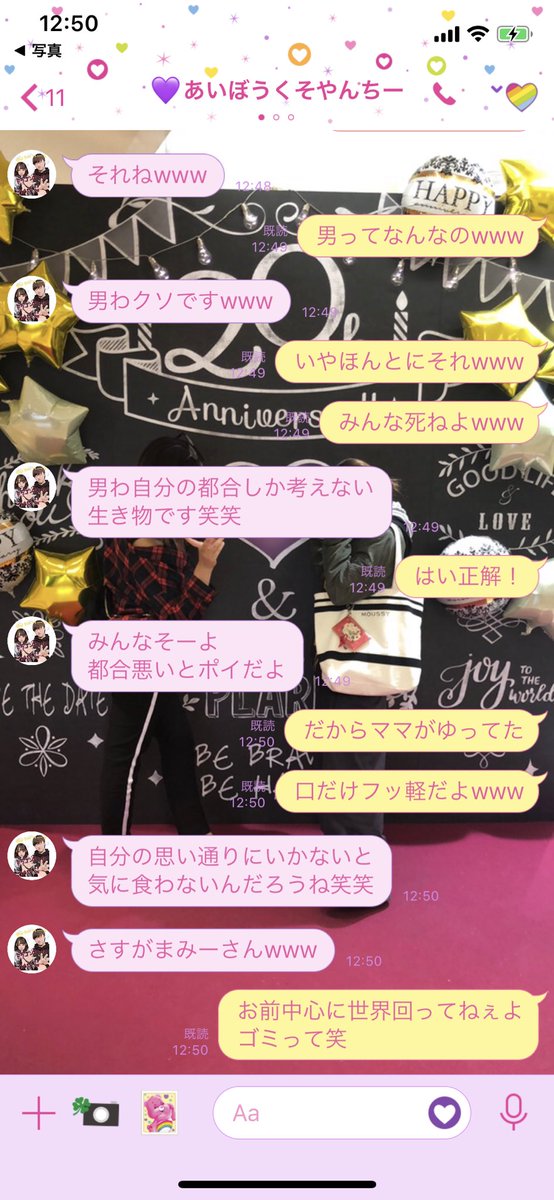 12:50
◀ 写真
11
💜あいぼうくそやんちー
それねwww
12:48
男ってなんなのwww
既読
12:49
男わクソですwww
12:49
いやほんとにそれwww
既読
12:49
みんな死ねよwww
既読
12:49
男わ自分の都合しか考えない
生き物です笑笑
12:49
はい正解！
既読
12:49
みんなそーよ
都合悪いとポイだよ
12:49
だからママがゆってた
既読
12:50
口だけフッ軽だよwww
既読
12:50
自分の思い通りにいかないと
気に食わないんだろうね笑笑
12:50
さすがまみーさんwww
12:50
お前中心に世界回ってねぇよ
ゴミって笑
既読
12:50
HAPPY
20th
Anniversary
GOOD LIFE
&
LOVE
&
MOUSSY
THE DATE
joy TO the
world
BE BRA
BE H
Aa